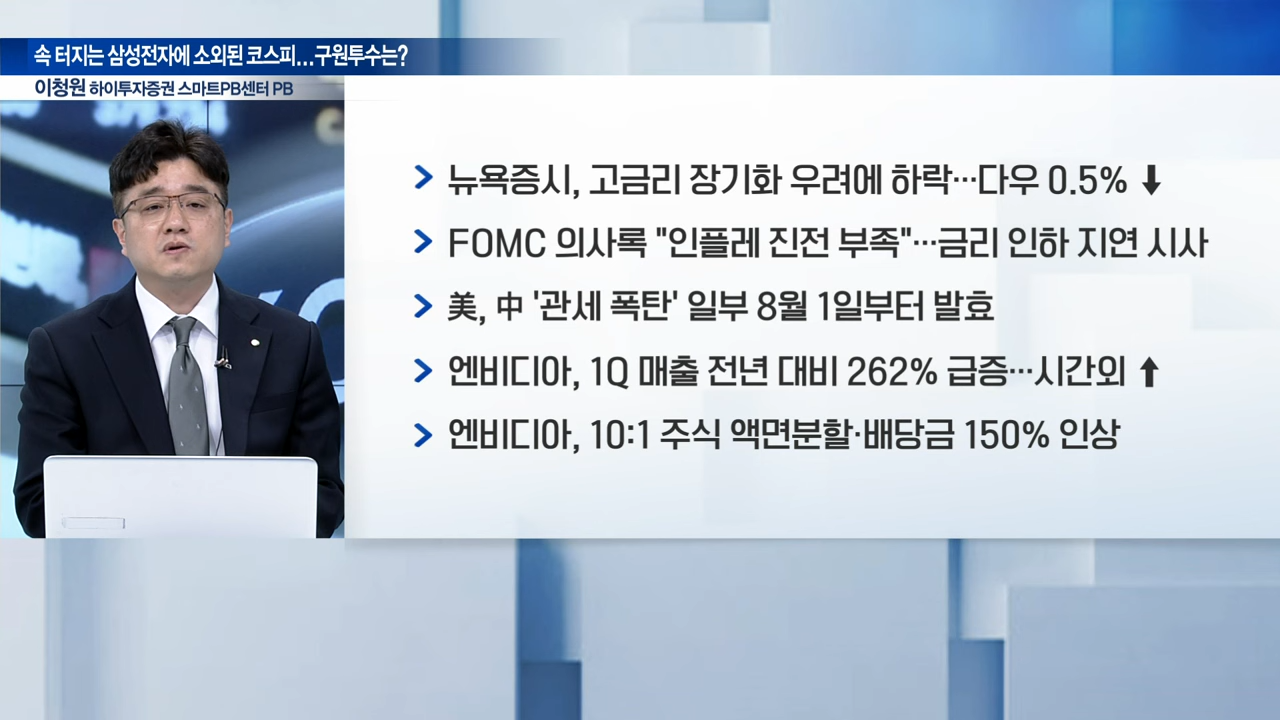 속 터지는 삼성전자에 소외된 코스피…구원투수는?
이청원 하이투자증권 스마트PB센터 PB
뉴욕증시, 고금리 장기화 우려에 하락…다우 0.5% ↓
FOMC 의사록 "인플레 진전 부족"…금리 인하 지연 시사
美, 中 '관세 폭탄' 일부 8월 1일부터 발효
엔비디아, 1Q 매출 전년 대비 262% 급증…시간외 ↑
엔비디아, 10:1 주식 액면분할·배당금 150% 인상